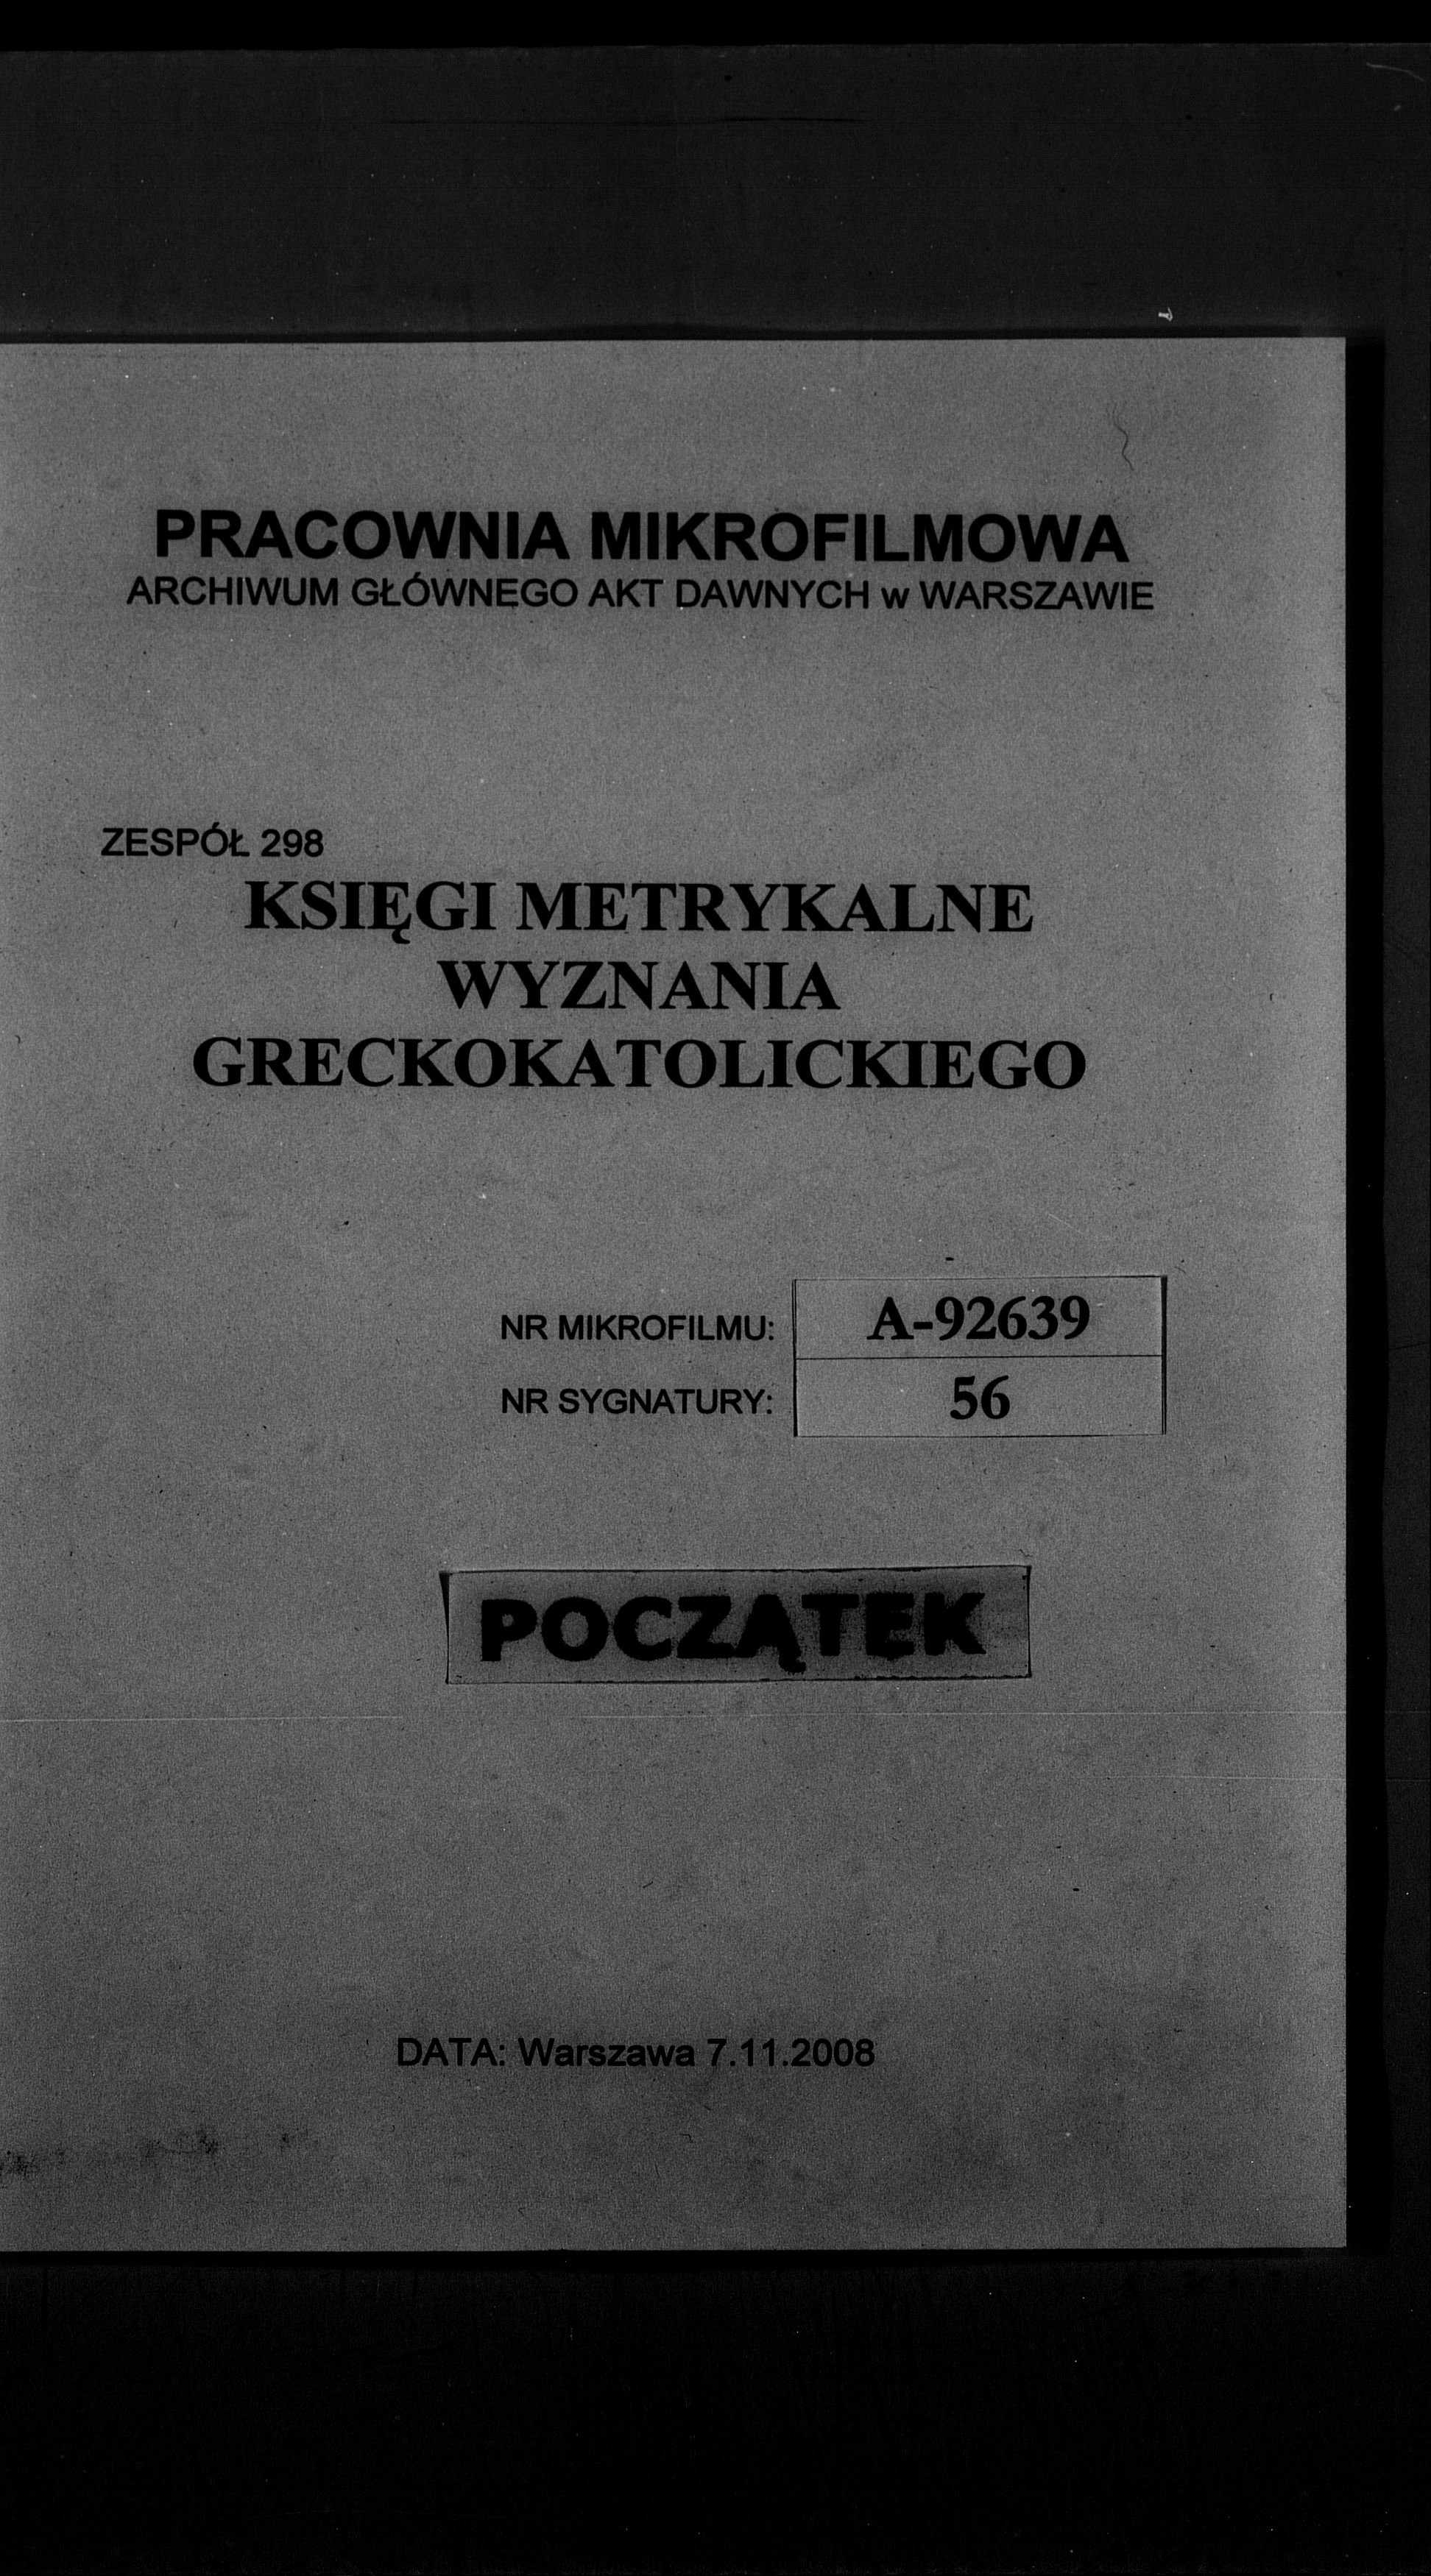 PRACOWNIA MIKROFILMOWA
ARCHIWUM GŁÓWNEGO AKT DAWNYCH w WARSZAWIE
ZESPÓŁ 298
KSIĘGI METRYKALNE
WYZNANIA
GRECKOKATOLICKIEGO
NR MIKROFILMU: A-92639
NR SYGNATURY: 56
POCZĄTEK
DATA: Warszawa 7.11.2008